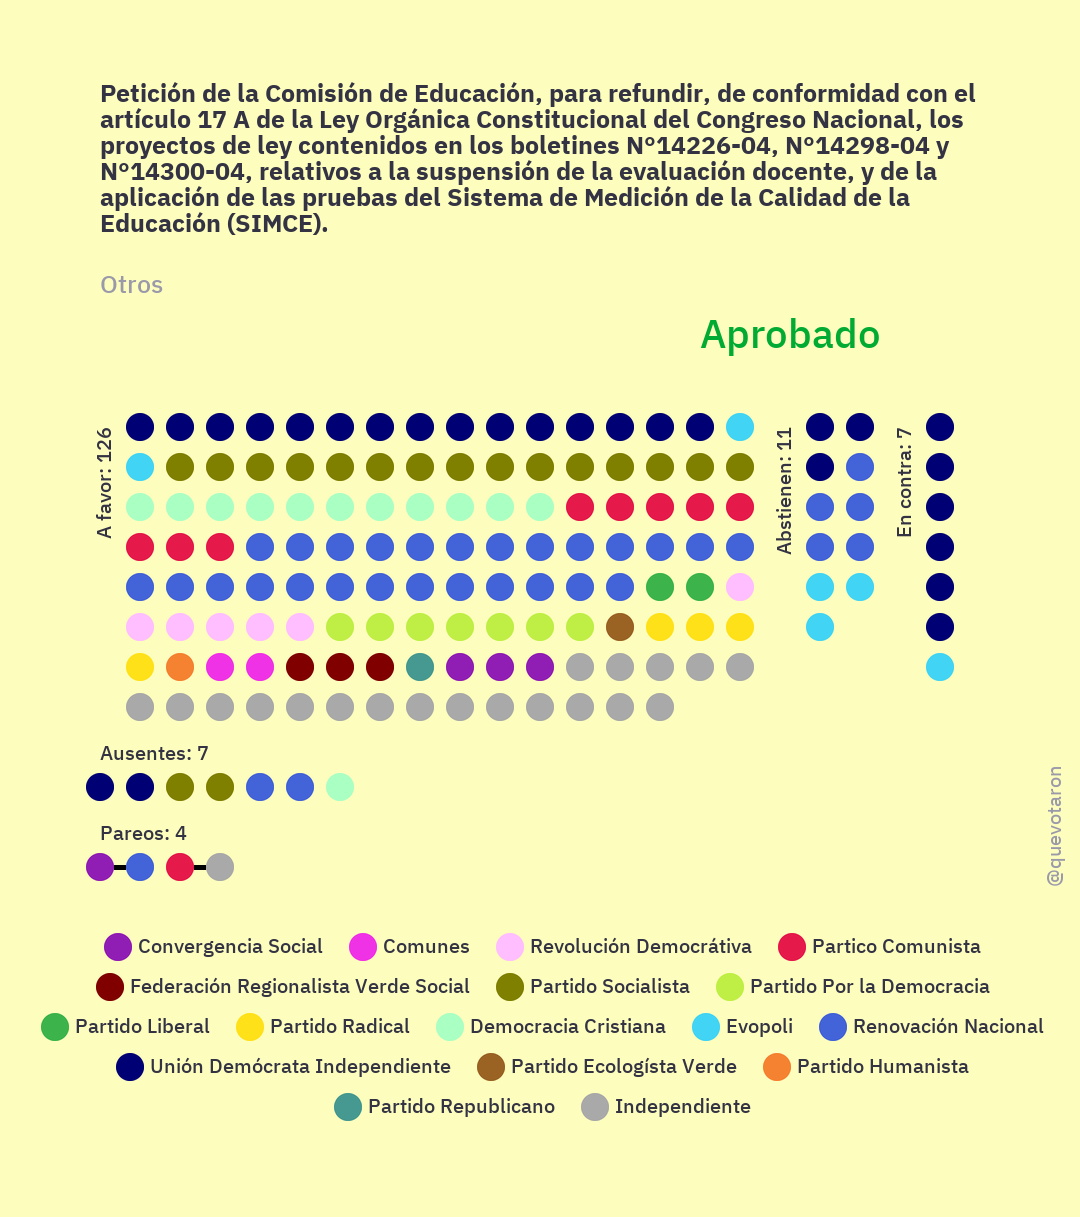 Petición de la Comisión de Educación, para refundir, de conformidad con el
artículo 17 A de la Ley Orgánica Constitucional del Congreso Nacional, los
proyectos de ley contenidos en los boletines N°14226-04, N°14298-04 y
N°14300-04, relativos a la suspensión de la evaluación docente, y de la
aplicación de las pruebas del Sistema de Medición de la Calidad de la
Educación (SIMCE).
Otros
Aprobado
A favor: 126
Abstienen: 11
En contra: 7
Ausentes: 7
Pareos: 4
@quevotaron
Convergencia Social Comunes Revolución Democrátiva Partico Comunista
Federación Regionalista Verde Social Partido Socialista Partido Por la Democracia
Partido Liberal Partido Radical Democracia Cristiana Evopoli Renovación Nacional
Unión Demócrata Independiente Partido Ecologísta Verde Partido Humanista
Partido Republicano Independiente